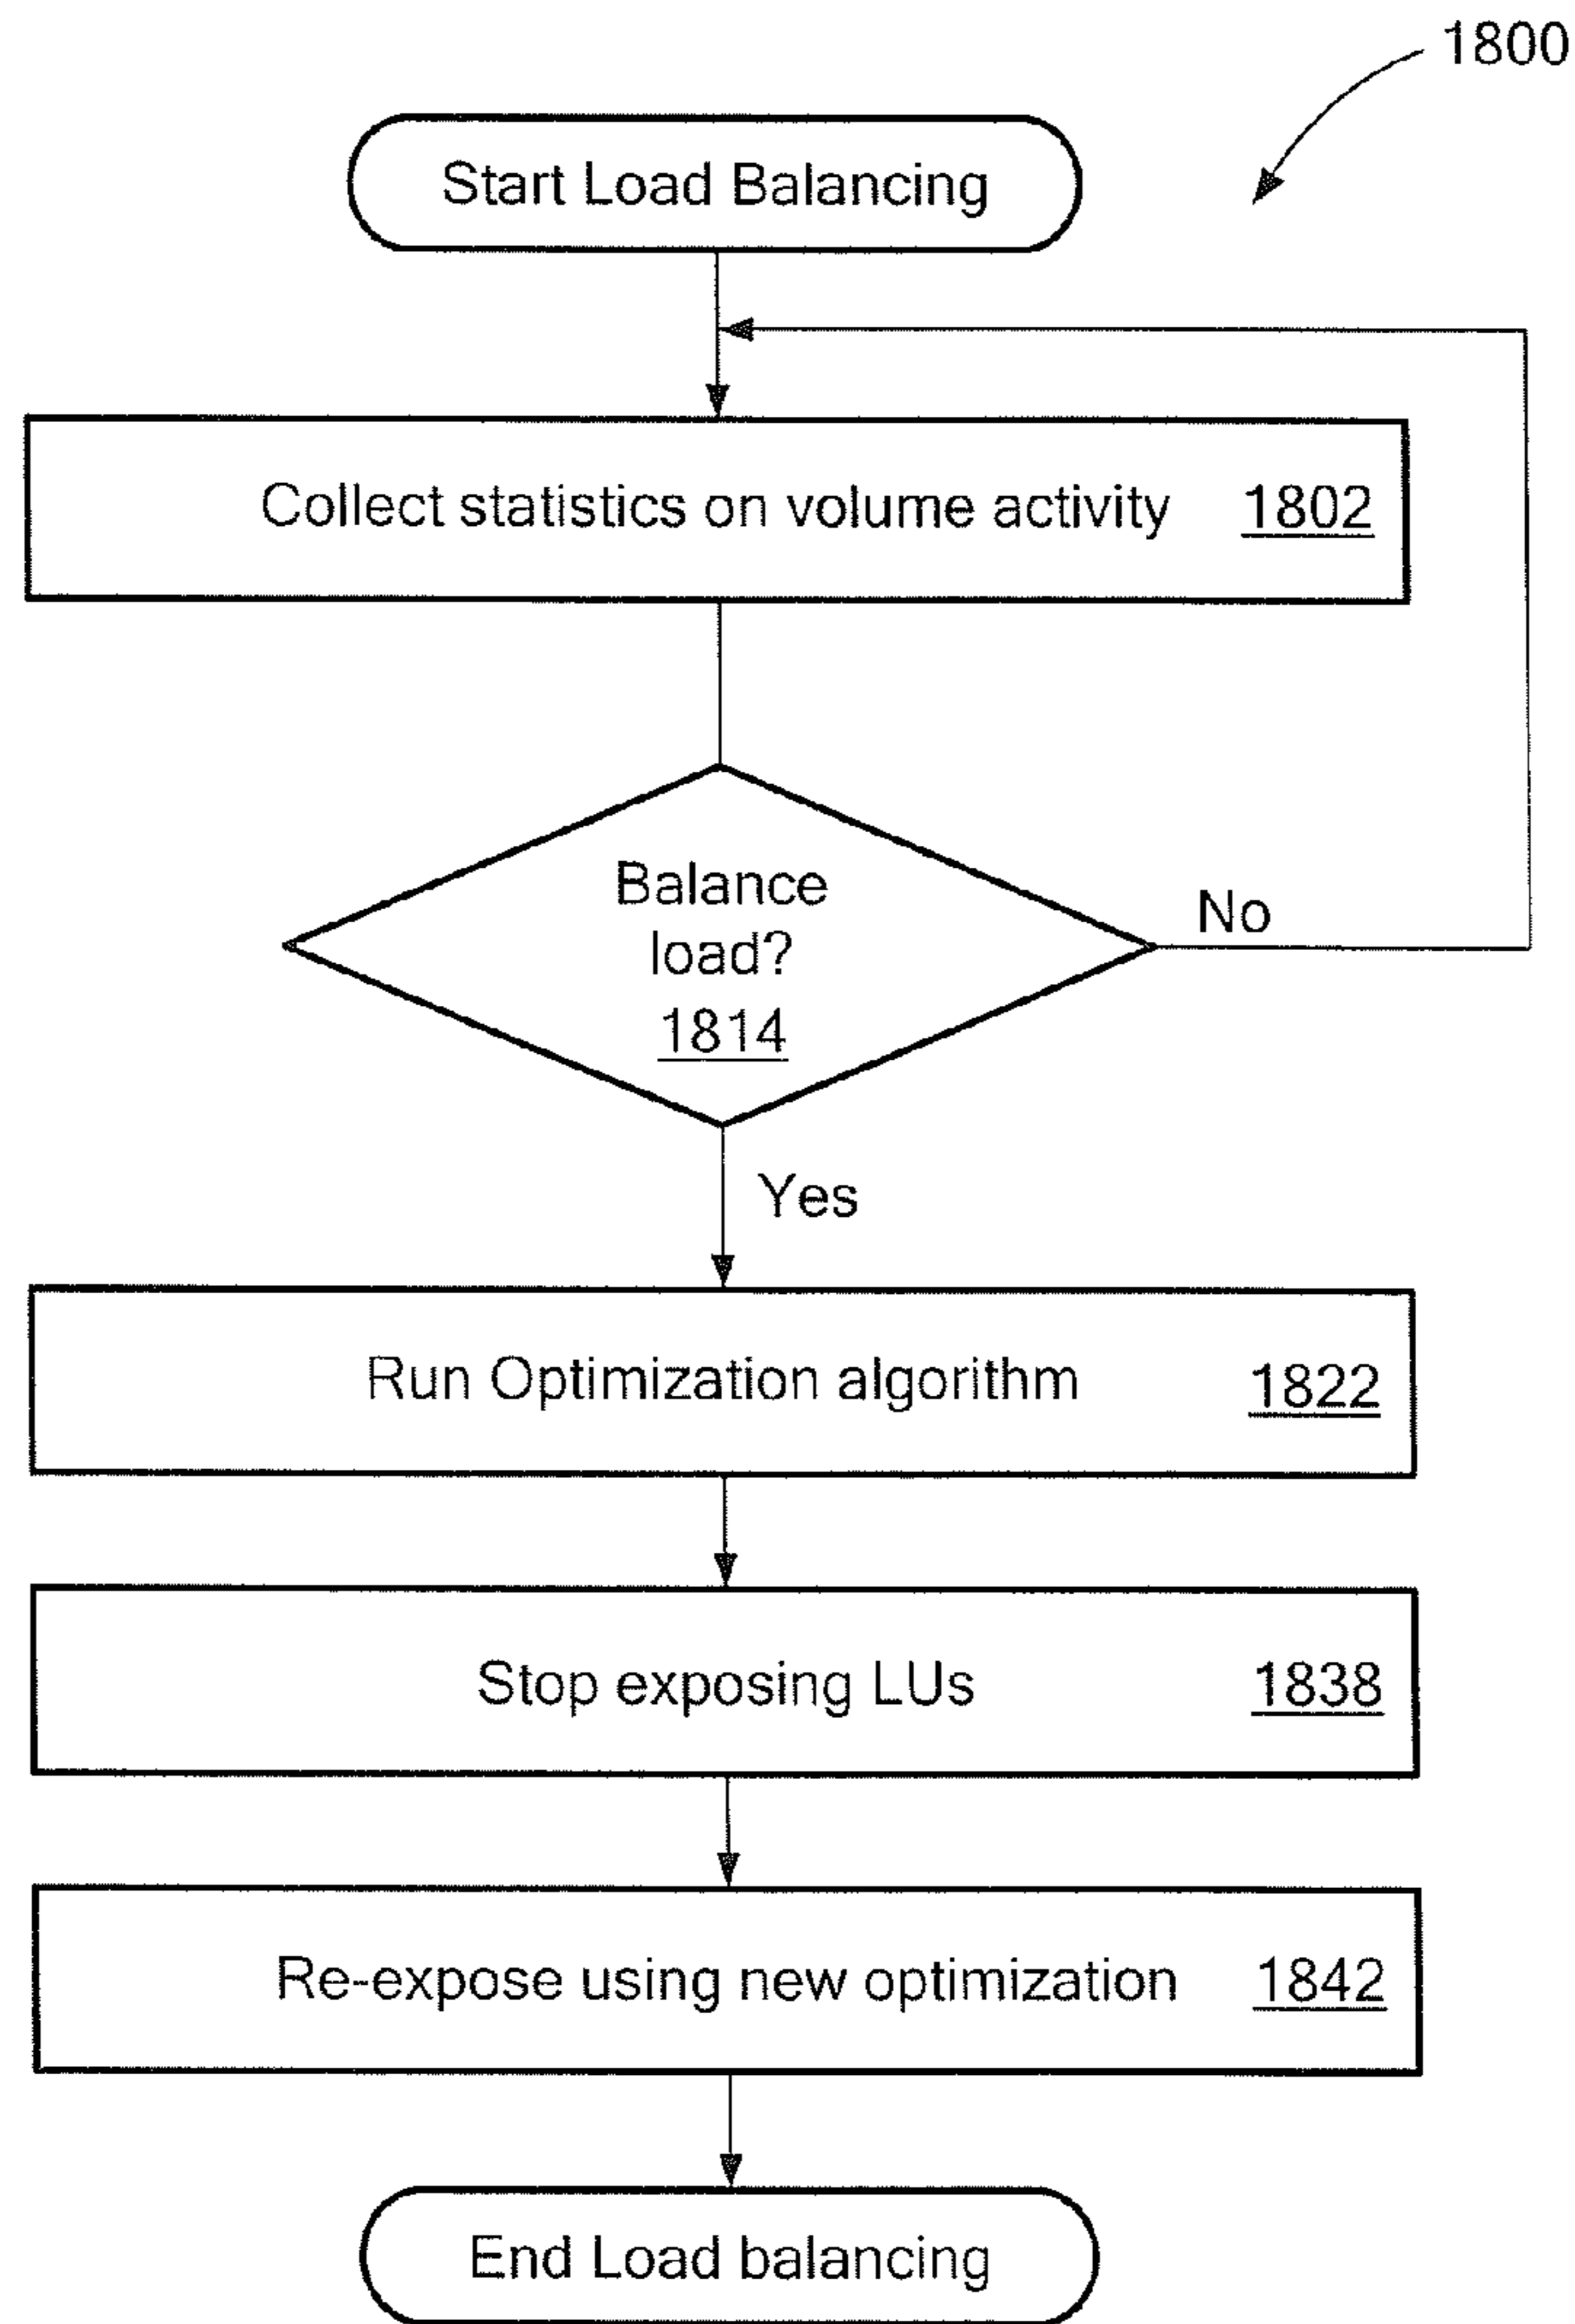 1800
Start Load Balancing
Collect statistics on volume activity 1802
Balance
load?
1814
No
Yes
Run Optimization algorithm 1822
Stop exposing LUs 1838
Re-expose using new optimization 1842
End Load balancing